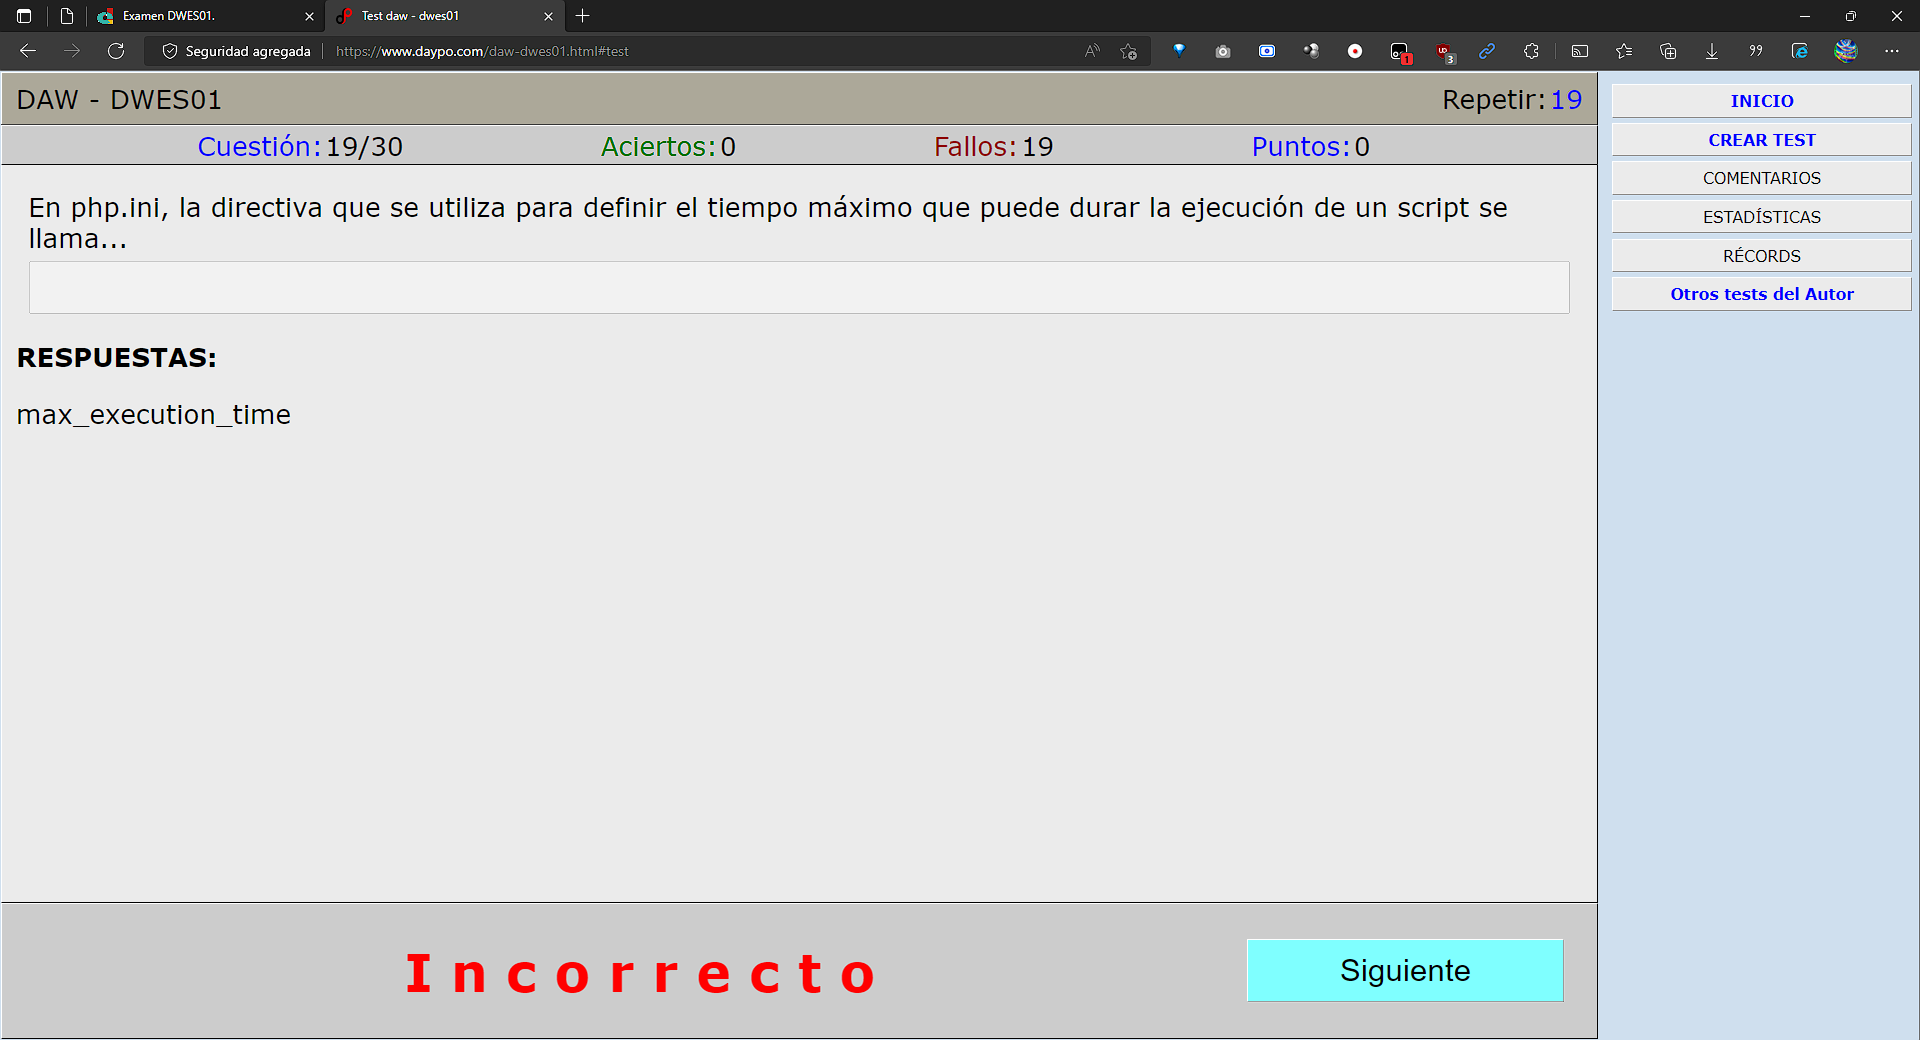 Examen DWES01.
Test daw - dwes01
Seguridad agregada
https://www.daypo.com/daw-dwes01.html#test
1
3
DAW - DWES01
Repetir: 19
Cuestión: 19/30
Aciertos: 0
Fallos: 19
Puntos: 0
En php.ini, la directiva que se utiliza para definir el tiempo máximo que puede durar la ejecución de un script se
llama...
RESPUESTAS:
max_execution_time
Incorrecto
Siguiente
INICIO
CREAR TEST
COMENTARIOS
ESTADÍSTICAS
RÉCORDS
Otros tests del Autor